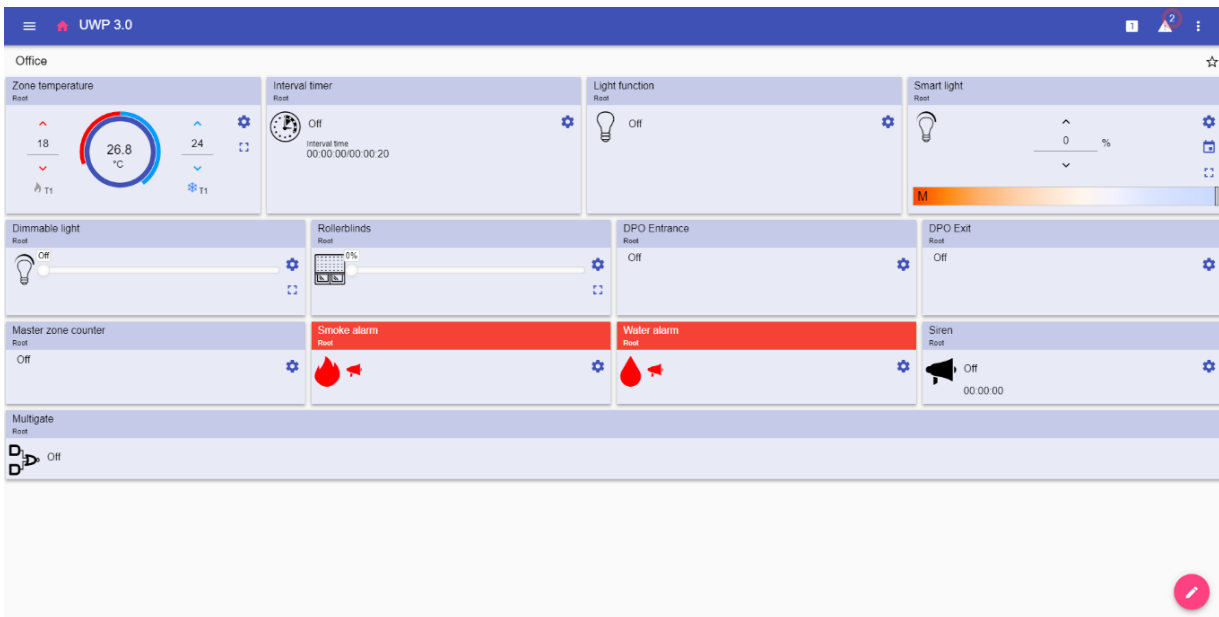 UWP 3.0
1
2
Office
Zone temperature
Root
18
26.8
°C
24
T1
T1
Interval timer
Root
Off
Interval time
00:00:00/00:00:20
Light function
Root
Off
Smart light
Root
0 %
M
Dimmable light
Root
Off
Rollerblinds
Root
0%
DPO Entrance
Root
Off
DPO Exit
Root
Off
Master zone counter
Root
Off
Smoke alarm
Root
Water alarm
Root
Siren
Root
Off
00:00:00
Multigate
Root
Off